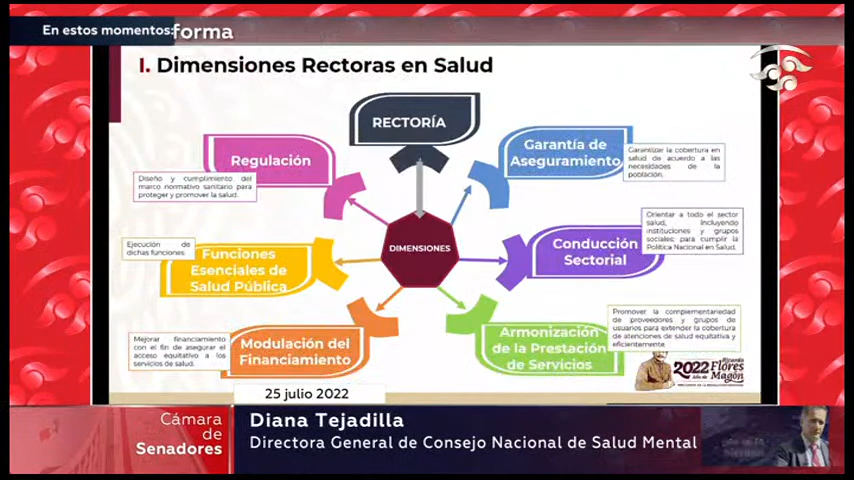 En estos momentos:
forma
I. Dimensiones Rectoras en Salud
RECTORÍA
Regulación
Diseño y cumplimiento del
marco normativo sanitario para
proteger y promover la salud.
Garantía de
Aseguramiento
Garantizar la cobertura en
salud de acuerdo a las
necesidades de la
población.
DIMENSIONES
Ejecución de
dichas funciones.
Funciones
Esenciales de
Salud Pública
Conducción
Sectorial
Orientar a todo el sector
salud, incluyendo
instituciones y grupos
sociales; para cumplir la
Política Nacional en Salud.
Mejorar financiamiento
con el fin de asegurar el
acceso equitativo a los
servicios de salud.
Modulación del
Financiamiento
Armonización
de la Prestación
de Servicios
Promover la complementariedad
de proveedores y grupos de
usuarios para extender la cobertura
de atenciones de salud equitativa y
eficientemente.
2022 Ricardo
Año de Flores
Magón
25 julio 2022
Cámara
de
Senadores
Diana Tejadilla
Directora General de Consejo Nacional de Salud Mental